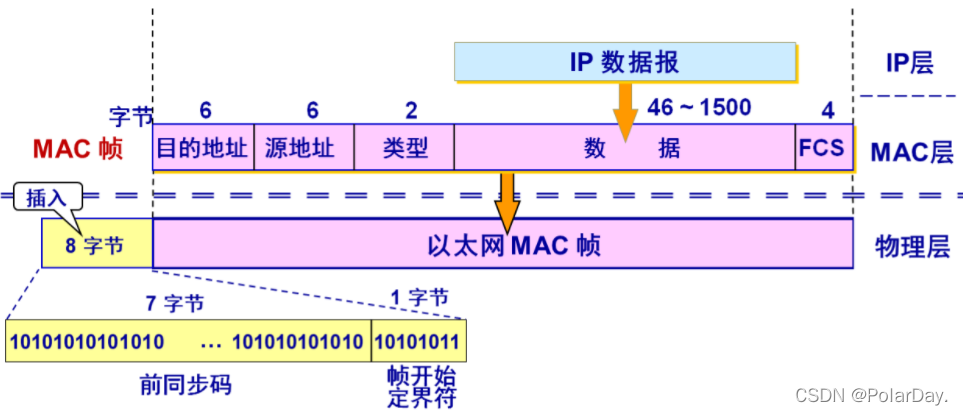 IP 数据报
IP层
字节 6 6 2 46 ~ 1500 4
MAC 帧 目的地址 源地址 类型 数 据 FCS MAC层
插入
8 字节 以太网 MAC 帧 物理层
7 字节 1 字节
10101010101010 … 101010101010 10101011
前同步码 帧开始
定界符
CSDN @PolarDay.